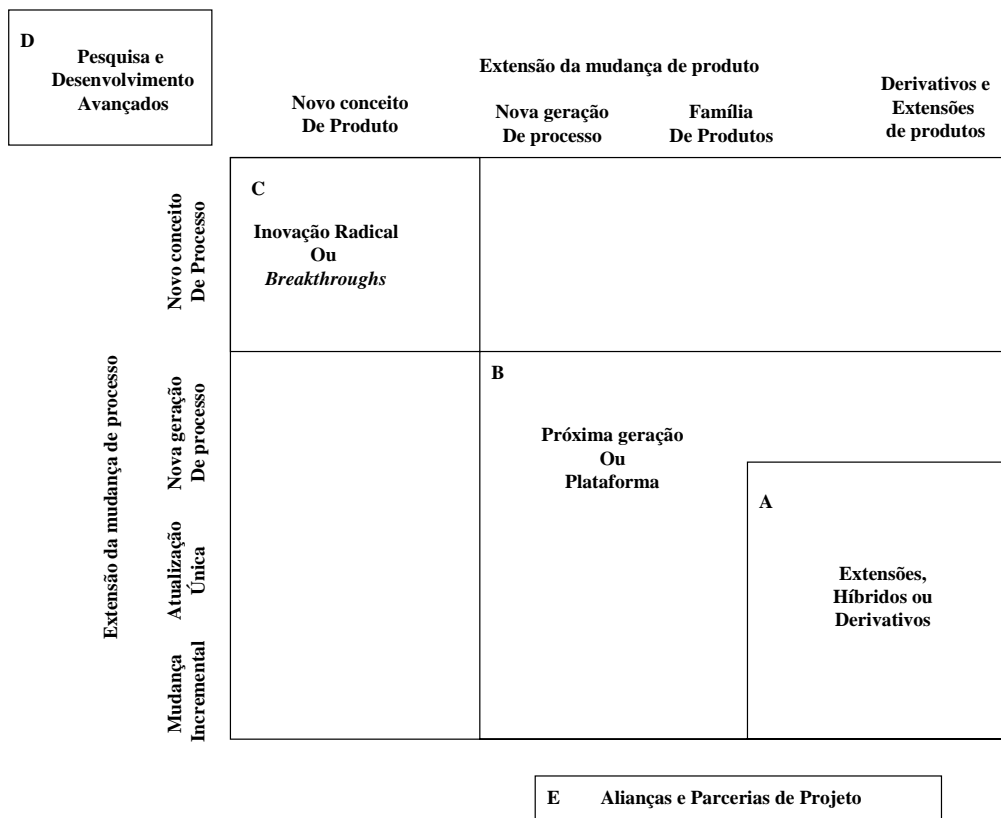 D
Pesquisa e
Desenvolvimento
Avançados
Extensão da mudança de produto
Novo conceito
De Produto
Nova geração
De processo
Família
De Produtos
Derivativos e
Extensões
de produtos
Extensão da mudança de processo
Novo conceito
De Processo
C
Inovação Radical
Ou
Breakthroughs
Nova geração
De processo
B
Próxima geração
Ou
Plataforma
A
Extensões,
Híbridos ou
Derivativos
Atualização
Única
Mudança
Incremental
E Alianças e Parcerias de Projeto